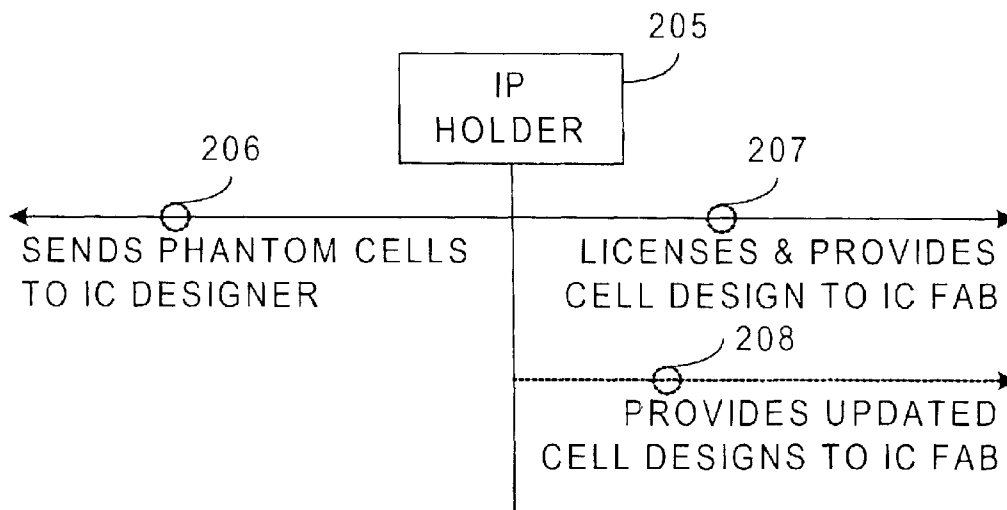 205
IP
HOLDER
206
207
SENDS PHANTOM CELLS
TO IC DESIGNER
LICENSES & PROVIDES
CELL DESIGN TO IC FAB
208
PROVIDES UPDATED
CELL DESIGNS TO IC FAB